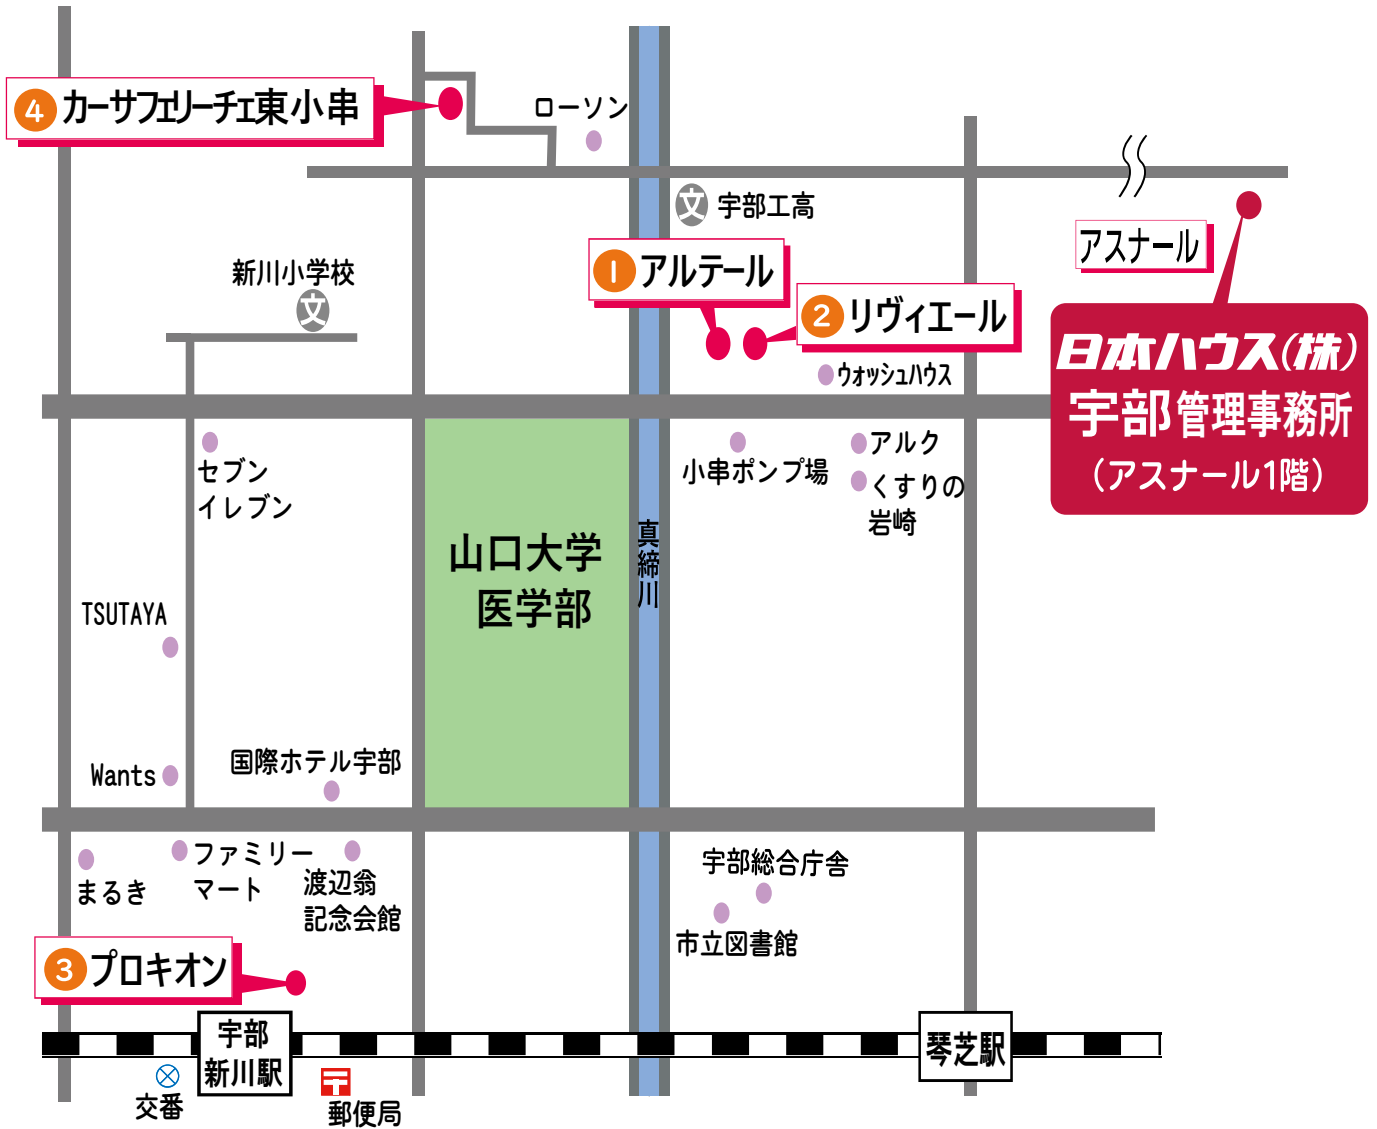 4 カーサフェリーチェ東小串
ローソン
文 宇部工高
アスナール
新川小学校
文
1 アルテール
2 リヴィエール
日本ハウス(株)
宇部管理事務所
(アスナール1階)
ウォッシュハウス
セブン
イレブン
小串ポンプ場
アルク
くすりの
岩崎
山口大学
医学部
真締川
TSUTAYA
Wants
国際ホテル宇部
まるき
ファミリー
マート
渡辺翁
記念会館
宇部総合庁舎
市立図書館
3 プロキオン
宇部
新川駅
琴芝駅
交番
〒
郵便局